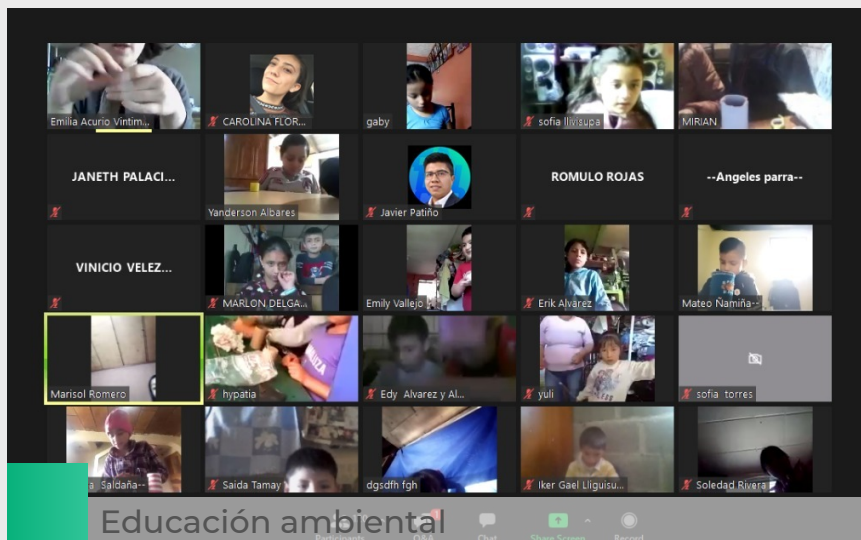 Emilia Acurio Vintim...
CAROLINA FLOR...
gaby
sofia llivisupa
MIRIAN
JANETH PALACI...
Yanderson Albares
Javier Patiño
ROMULO ROJAS
--Angeles parra--
VINICIO VELEZ...
MARLON DELGA...
Emily Vallejo
Erik Alvarez
Mateo Ñamiña--
Marisol Romero
hypatia
Edy Alvarez y Al...
yuli
sofia torres
a Saldaña--
Saida Tamay
dgsdfh fgh
Iker Gael Lliguisu...
Soledad Rivera
Educación ambiental
Participants
Q&A
Chat
Share Screen
Record